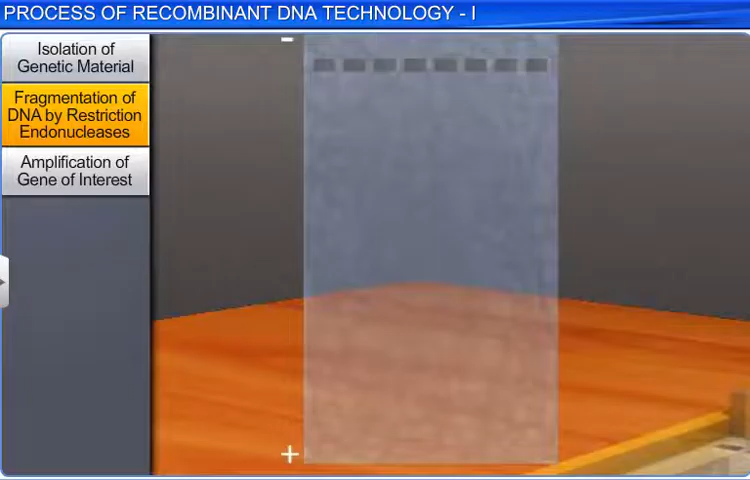 PROCESS OF RECOMBINANT DNA TECHNOLOGY - I
Isolation of
Genetic Material
Fragmentation of
DNA by Restriction
Endonucleases
Amplification of
Gene of Interest
-
+